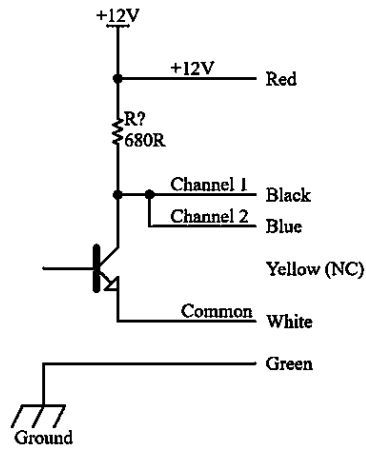 +12V
+12V Red
R?
680R
Channel 1 Black
Channel 2 Blue
Yellow (NC)
Common White
Green
Ground